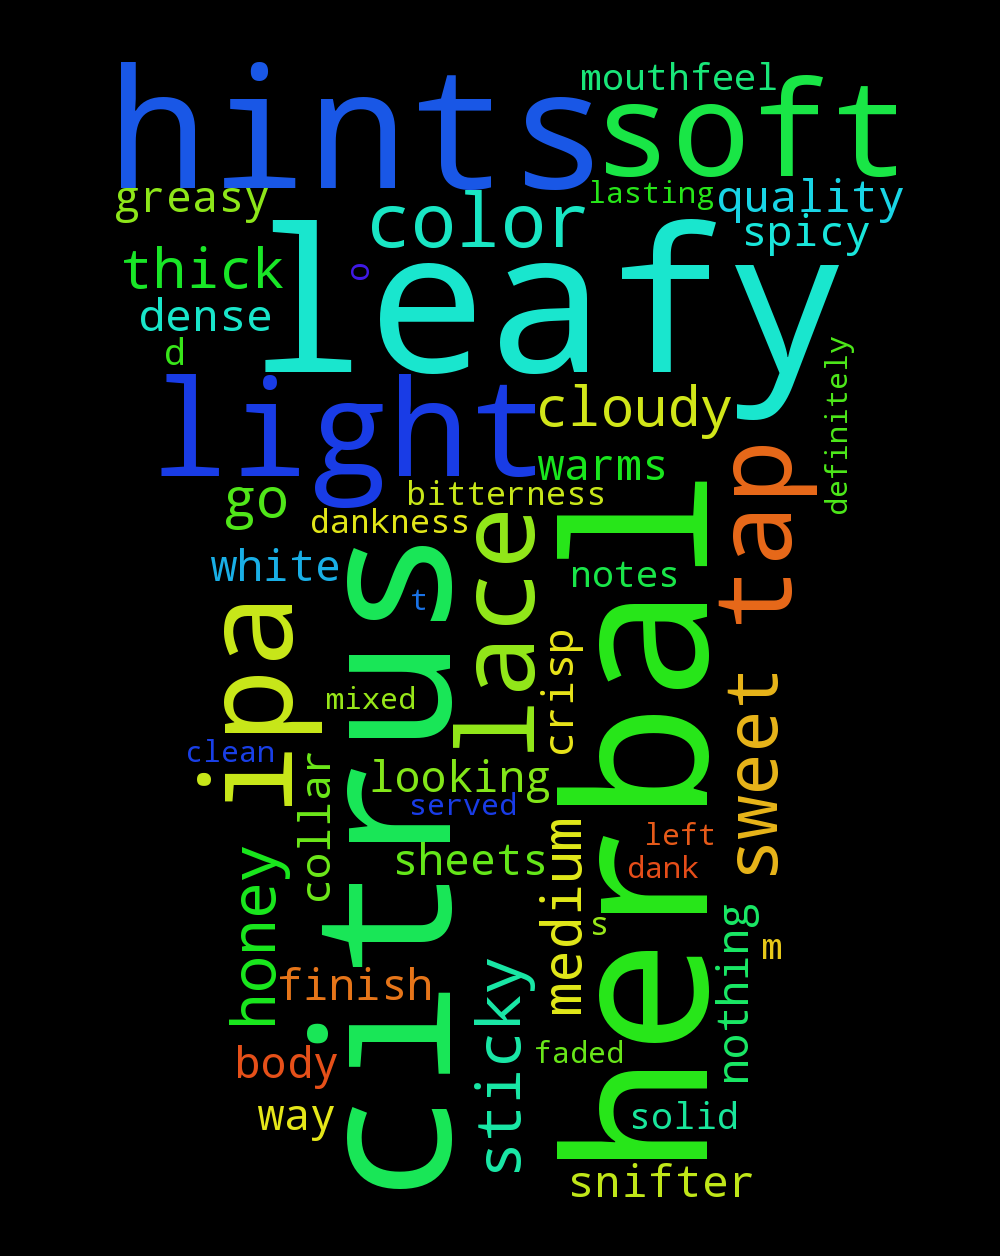 hints
mouthfeel
soft
greasy
color
lasting
quality
spicy
thick
o
leafy
dense
d
light
cloudy
definitely
warms
tap
go
bitterness
dankness
lace
herbal
white
citrus
notes
t
ipa
crisp
mixed
sweet
clean
collar
looking
served
medium
left
sheets
dank
honey
s
nothing
m
finish
sticky
body
faded
way
solid
snifter